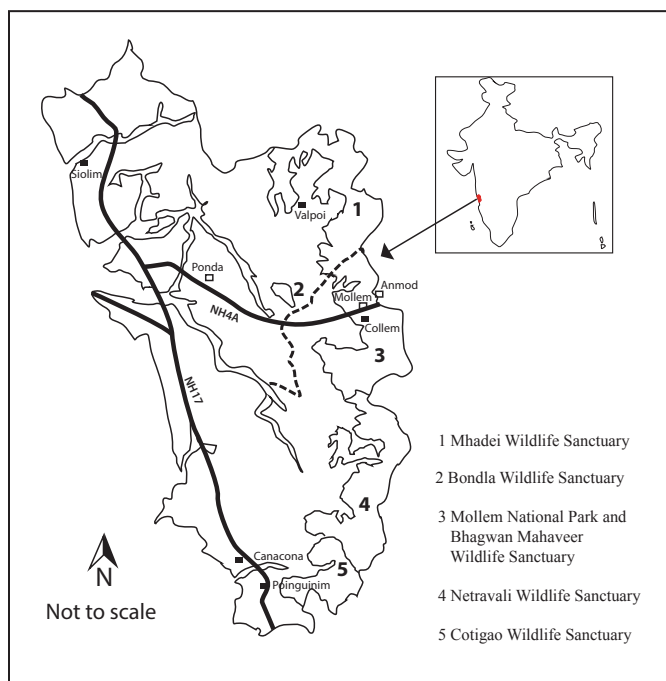 Siolim
Valpoi
1
Ponda
2
Anmod
Mollem
NH4A
Collem
3
NH17
1 Mhadei Wildlife Sanctuary
2 Bondla Wildlife Sanctuary
3 Mollem National Park and
Bhagwan Mahaveer
Wildlife Sanctuary
4 Netravali Wildlife Sanctuary
5 Cotigao Wildlife Sanctuary
4
Canacona
5
Poinguinim
N
Not to scale